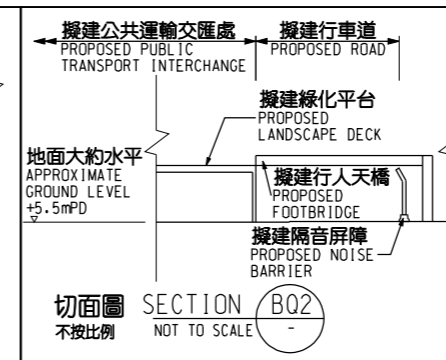 擬建公共運輸交匯處
PROPOSED PUBLIC
TRANSPORT INTERCHANGE
擬建行車道
PROPOSED ROAD
擬建綠化平台
PROPOSED
LANDSCAPE DECK
地面大約水平
APPROXIMATE
GROUND LEVEL
+5.5mPD
擬建行人天橋
PROPOSED
FOOTBRIDGE
擬建隔音屏障
PROPOSED NOISE
BARRIER
切面圖 SECTION BQ2
不按比例 NOT TO SCALE -